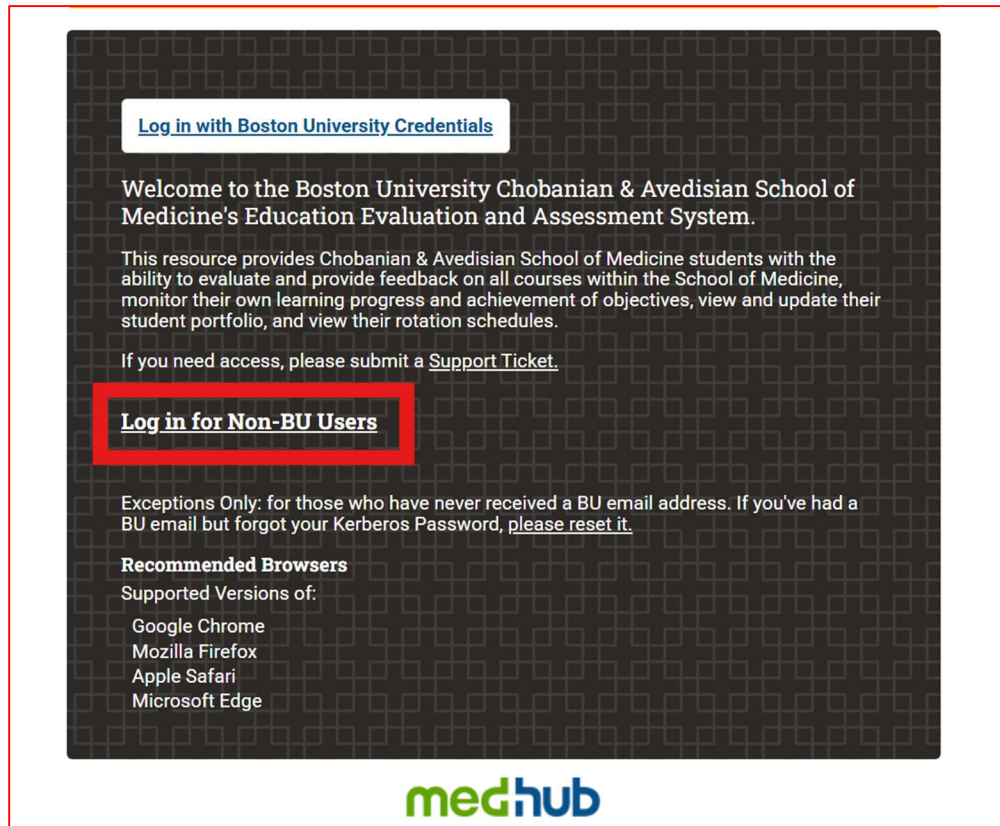 Log in with Boston University Credentials
Welcome to the Boston University Chobanian & Avedisian School of
Medicine's Education Evaluation and Assessment System.
This resource provides Chobanian & Avedisian School of Medicine students with the
ability to evaluate and provide feedback on all courses within the School of Medicine,
monitor their own learning progress and achievement of objectives, view and update their
student portfolio, and view their rotation schedules.
If you need access, please submit a Support Ticket.
Log in for Non-BU Users
Exceptions Only: for those who have never received a BU email address. If you've had a
BU email but forgot your Kerberos Password, please reset it.
Recommended Browsers
Supported Versions of:
Google Chrome
Mozilla Firefox
Apple Safari
Microsoft Edge
medhub